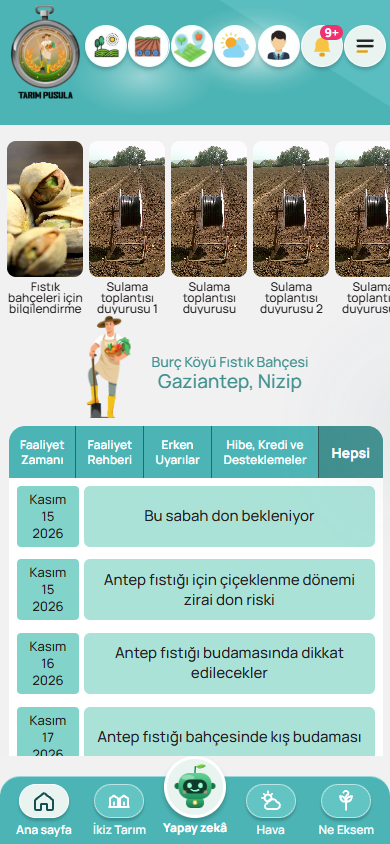 9+
TARIM PUSULA
Fıstık
bahçeleri için
bilgilendirme
Sulama
toplantısı
duyurusu 1
Sulama
toplantısı
duyurusu
Sulama
toplantısı
duyurusu 2
Sulama
toplantısı
duyurusu
Burç Köyü Fıstık Bahçesi
Gaziantep, Nizip
Faaliyet
Zamanı
Faaliyet
Rehberi
Erken
Uyarılar
Hibe, Kredi ve
Desteklemeler
Hepsi
Kasım
15
2026
Bu sabah don bekleniyor
Kasım
15
2026
Antep fıstığı için çiçeklenme dönemi
zirai don riski
Kasım
16
2026
Antep fıstığı budamasında dikkat
edilecekler
Kasım
17
2026
Antep fıstığı bahçesinde kış budaması
Ana sayfa
İkiz Tarım
Yapay zekâ
Hava
Ne Eksem